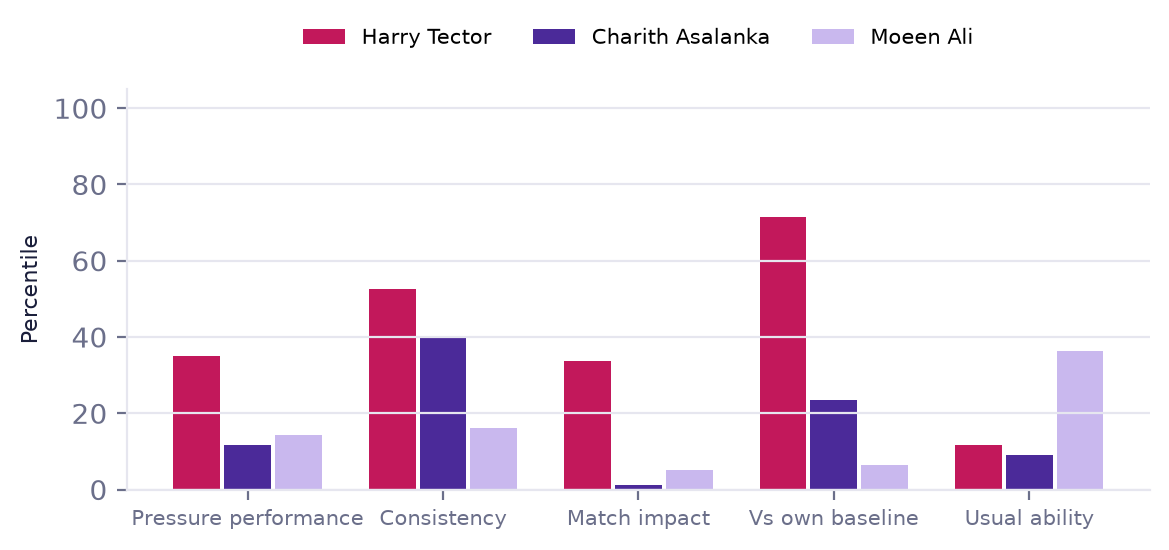 Harry Tector Charith Asalanka Moeen Ali
Percentile
100
80
60
40
20
0
Pressure performance Consistency Match impact Vs own baseline Usual ability